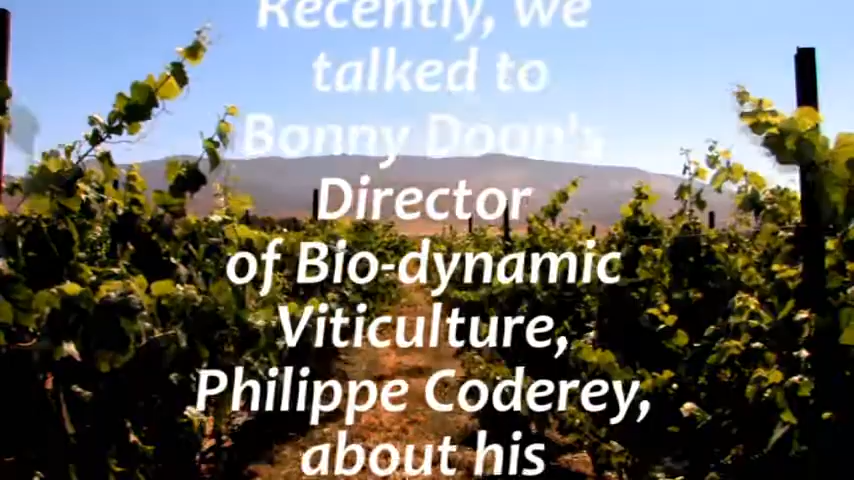 Recently, we
talked to
Bonny Doon's
Director
of Bio-dynamic
Viticulture,
Philippe Coderey,
about his